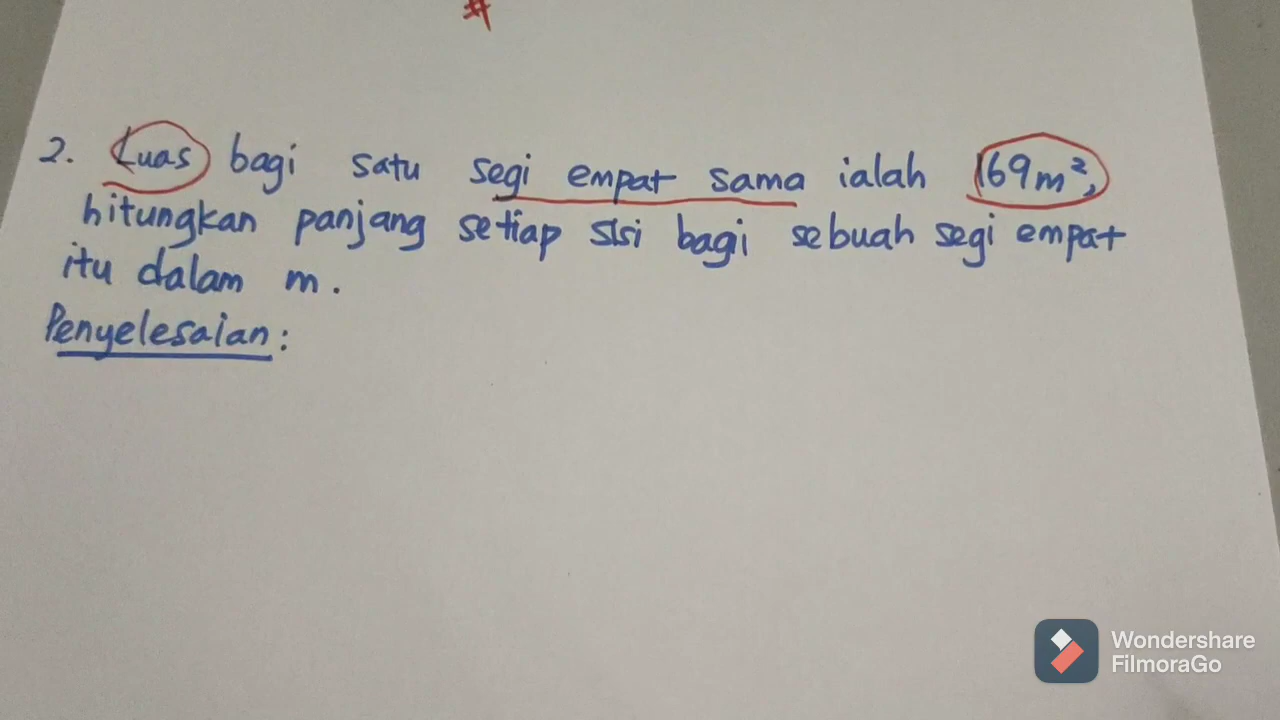 #
2. Luas bagi satu segi empat sama ialah 169m²,
hitungkan panjang setiap sisi bagi sebuah segi empat
itu dalam m.
Penyelesaian:
Wondershare
FilmoraGo